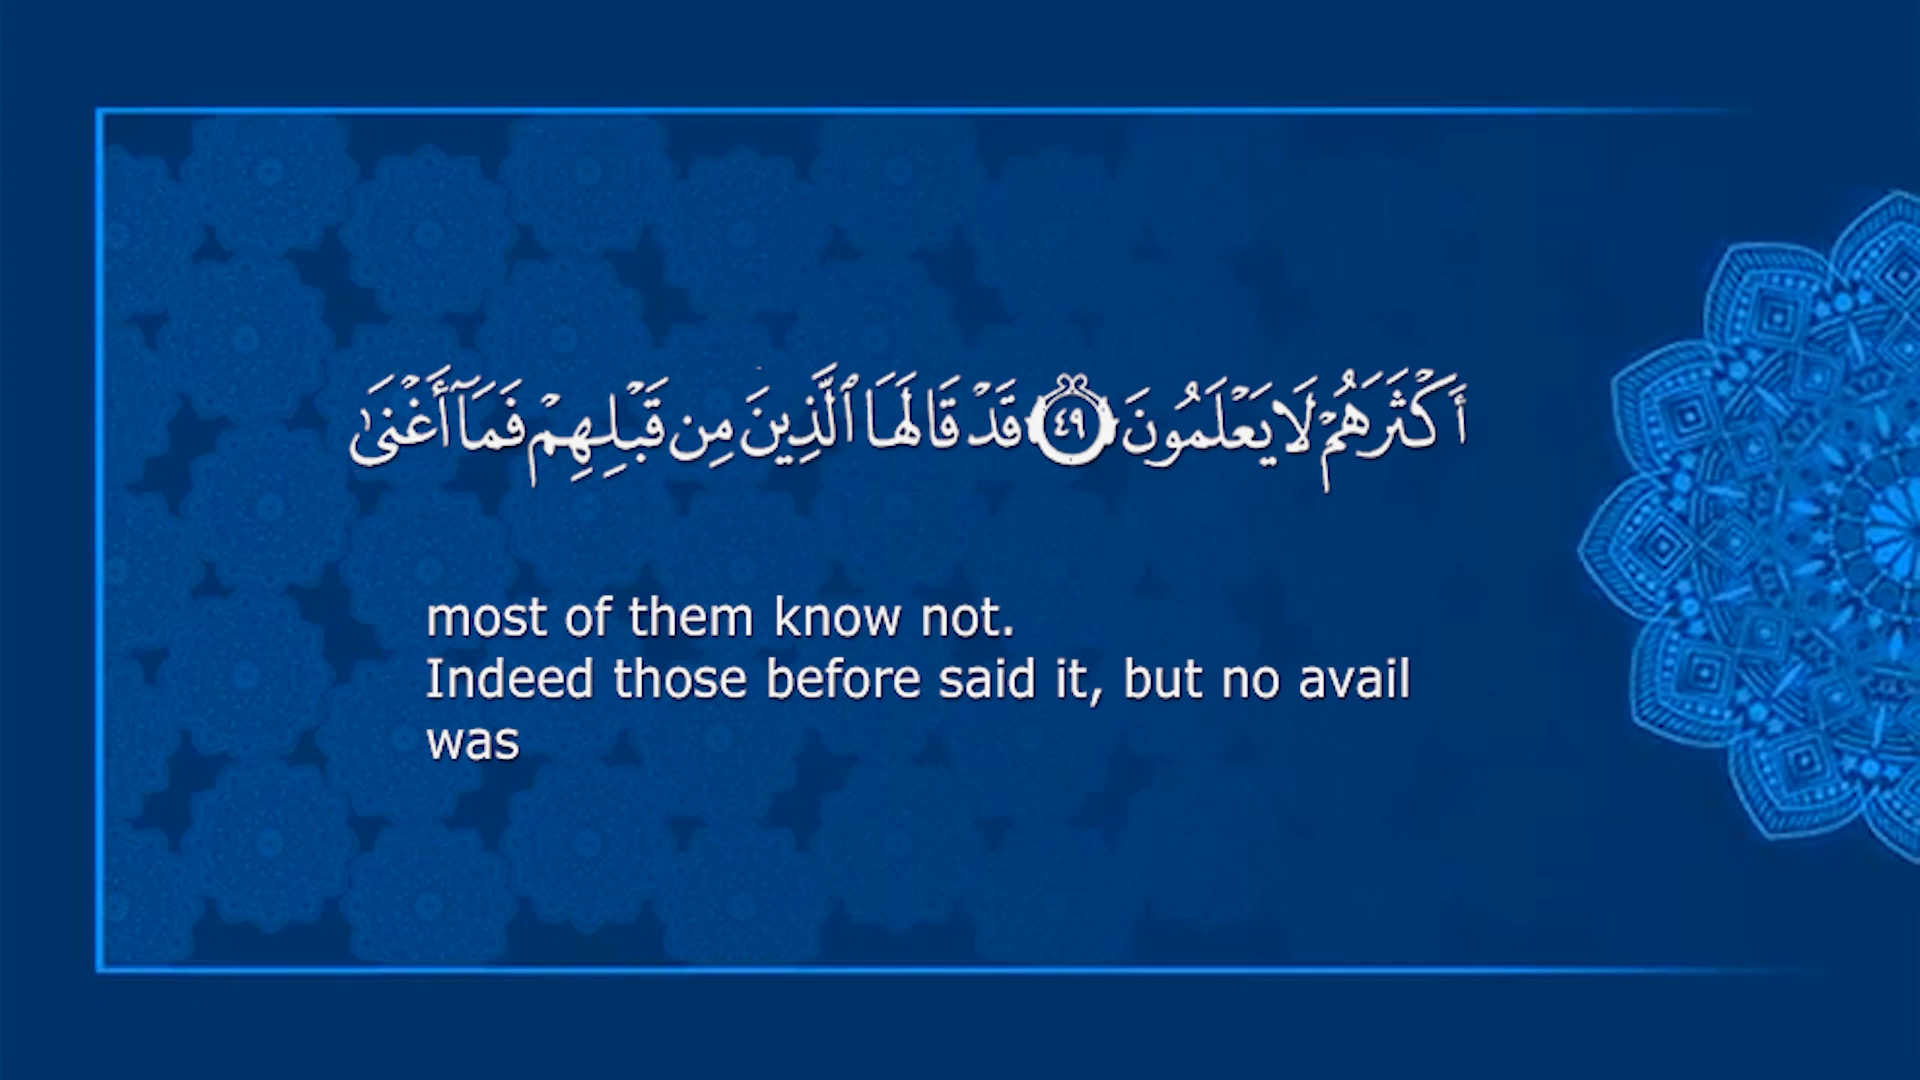 أَكْثَرَهُمْ لَا يَعْلَمُونَ ٤٩ قَدْ قَالَهَا ٱلَّذِينَ مِن قَبْلِهِمْ فَمَآ أَغْنَىٰ
most of them know not.
Indeed those before said it, but no avail
was